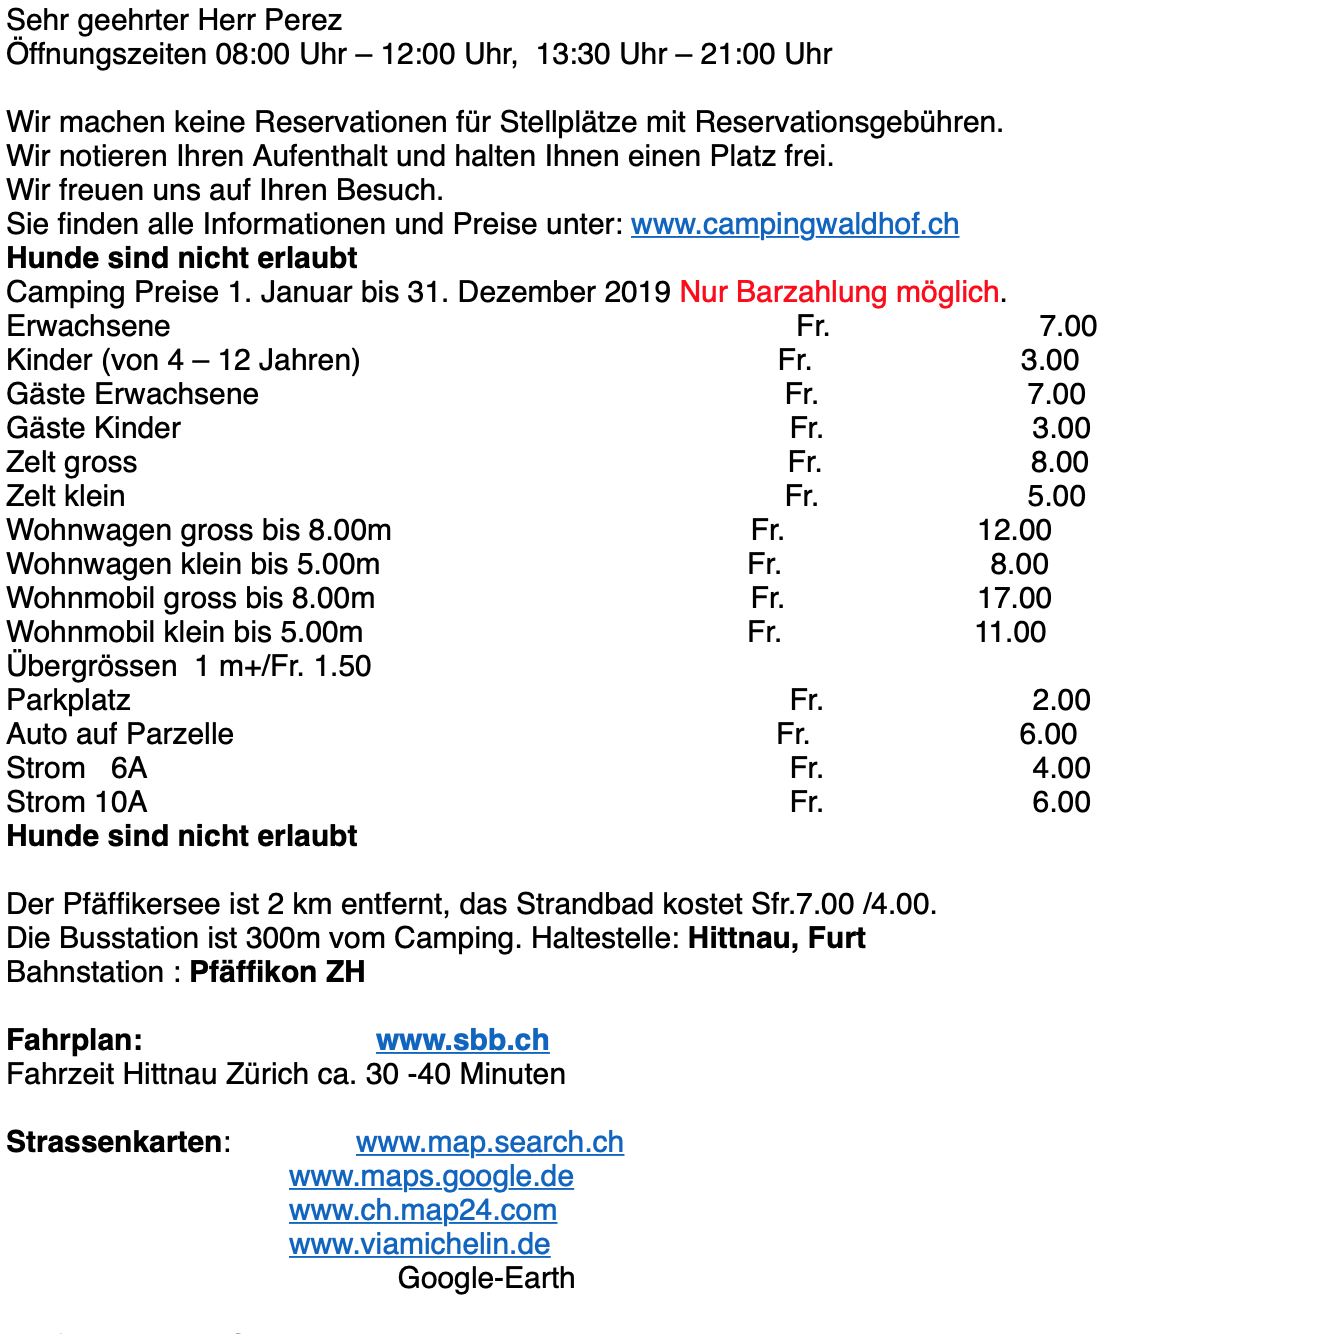 Sehr geehrter Herr Perez
Öffnungszeiten 08:00 Uhr – 12:00 Uhr,  13:30 Uhr – 21:00 Uhr
Wir machen keine Reservationen für Stellplätze mit Reservationsgebühren.
Wir notieren Ihren Aufenthalt und halten Ihnen einen Platz frei.
Wir freuen uns auf Ihren Besuch.
Sie finden alle Informationen und Preise unter: www.campingwaldhof.ch
Hunde sind nicht erlaubt
Camping Preise 1. Januar bis 31. Dezember 2019 Nur Barzahlung möglich.
Erwachsene Fr. 7.00
Kinder (von 4 – 12 Jahren) Fr. 3.00
Gäste Erwachsene Fr. 7.00
Gäste Kinder Fr. 3.00
Zelt gross Fr. 8.00
Zelt klein Fr. 5.00
Wohnwagen gross bis 8.00m Fr. 12.00
Wohnwagen klein bis 5.00m Fr. 8.00
Wohnmobil gross bis 8.00m Fr. 17.00
Wohnmobil klein bis 5.00m Fr. 11.00
Übergrössen  1 m+/Fr. 1.50
Parkplatz Fr. 2.00
Auto auf Parzelle Fr. 6.00
Strom   6A Fr. 4.00
Strom 10A Fr. 6.00
Hunde sind nicht erlaubt
Der Pfäffikersee ist 2 km entfernt, das Strandbad kostet Sfr.7.00 /4.00.
Die Busstation ist 300m vom Camping. Haltestelle: Hittnau, Furt
Bahnstation : Pfäffikon ZH
Fahrplan: www.sbb.ch
Fahrzeit Hittnau Zürich ca. 30 -40 Minuten
Strassenkarten: www.map.search.ch
www.maps.google.de
www.ch.map24.com
www.viamichelin.de
Google-Earth